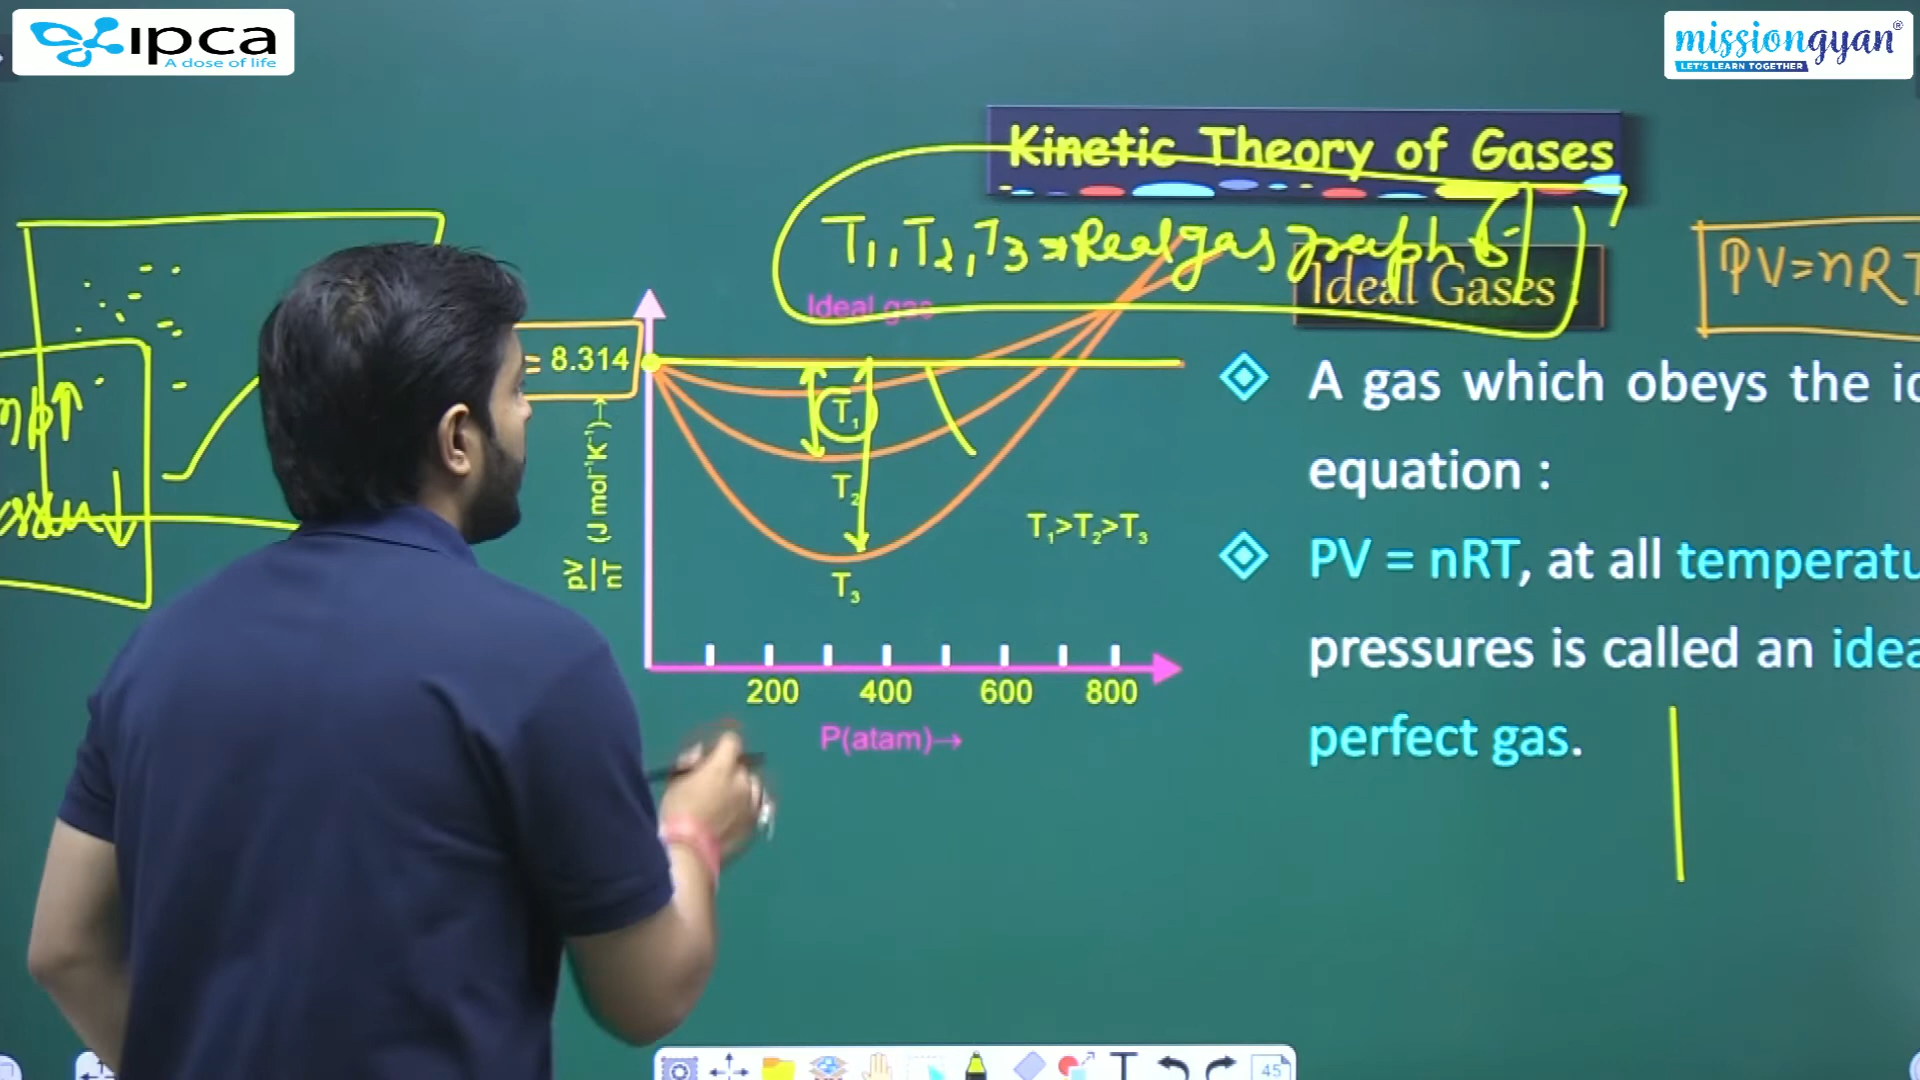 ipca
A dose of life
missiongyan®
LET'S LEARN TOGETHER
Kinetic Theory of Gases
T₁, T₂, T₃ ⇒ Real gas graph
Ideal Gases :
PV=nRT
Ideal gas
= 8.314
T₁
T₂
T₃
T₁>T₂>T₃
pV/nT (J mol⁻¹K⁻¹)→
200 400 600 800
P(atam)→
A gas which obeys the
equation :
PV = nRT, at all
pressures is called an
perfect gas.
45